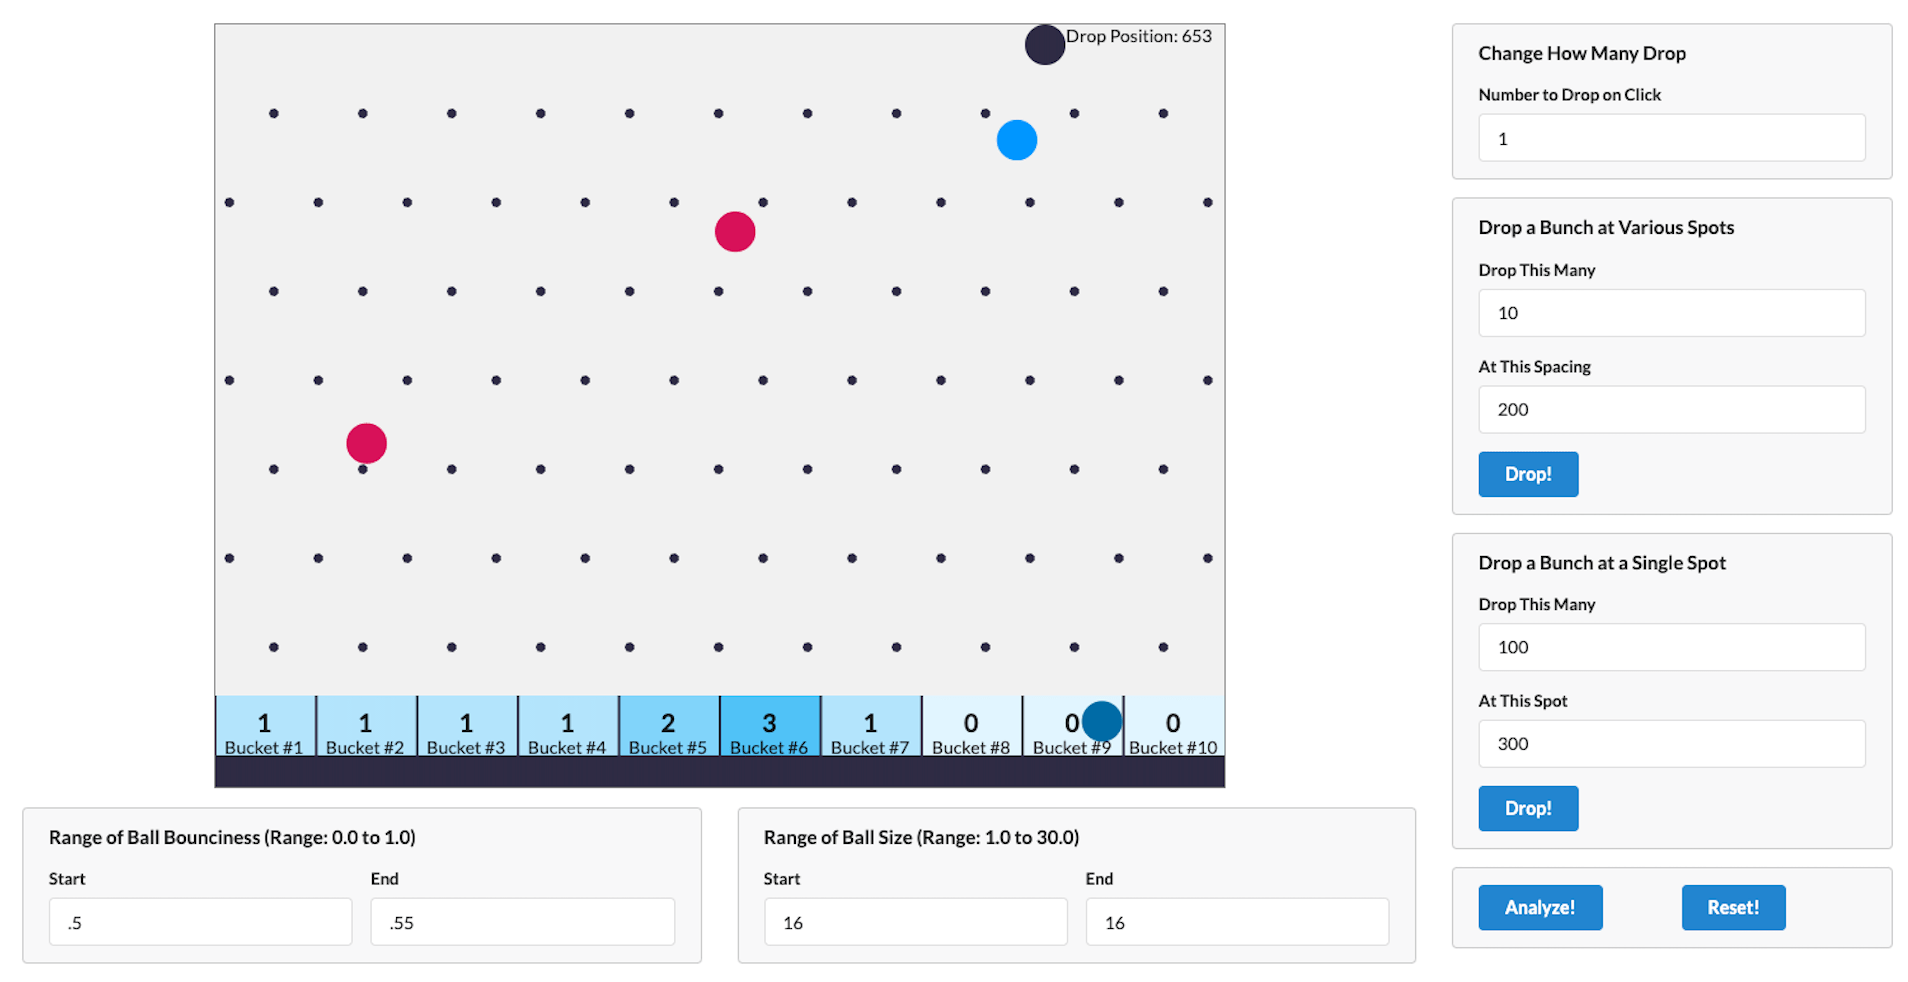 Drop Position: 653
1 1 1 1 2 3 1 0 0 0
Bucket #1 Bucket #2 Bucket #3 Bucket #4 Bucket #5 Bucket #6 Bucket #7 Bucket #8 Bucket #9 Bucket #10
Range of Ball Bounciness (Range: 0.0 to 1.0)
Start End
.5 .55
Range of Ball Size (Range: 1.0 to 30.0)
Start End
16 16
Change How Many Drop
Number to Drop on Click
1
Drop a Bunch at Various Spots
Drop This Many
10
At This Spacing
200
Drop!
Drop a Bunch at a Single Spot
Drop This Many
100
At This Spot
300
Drop!
Analyze! Reset!